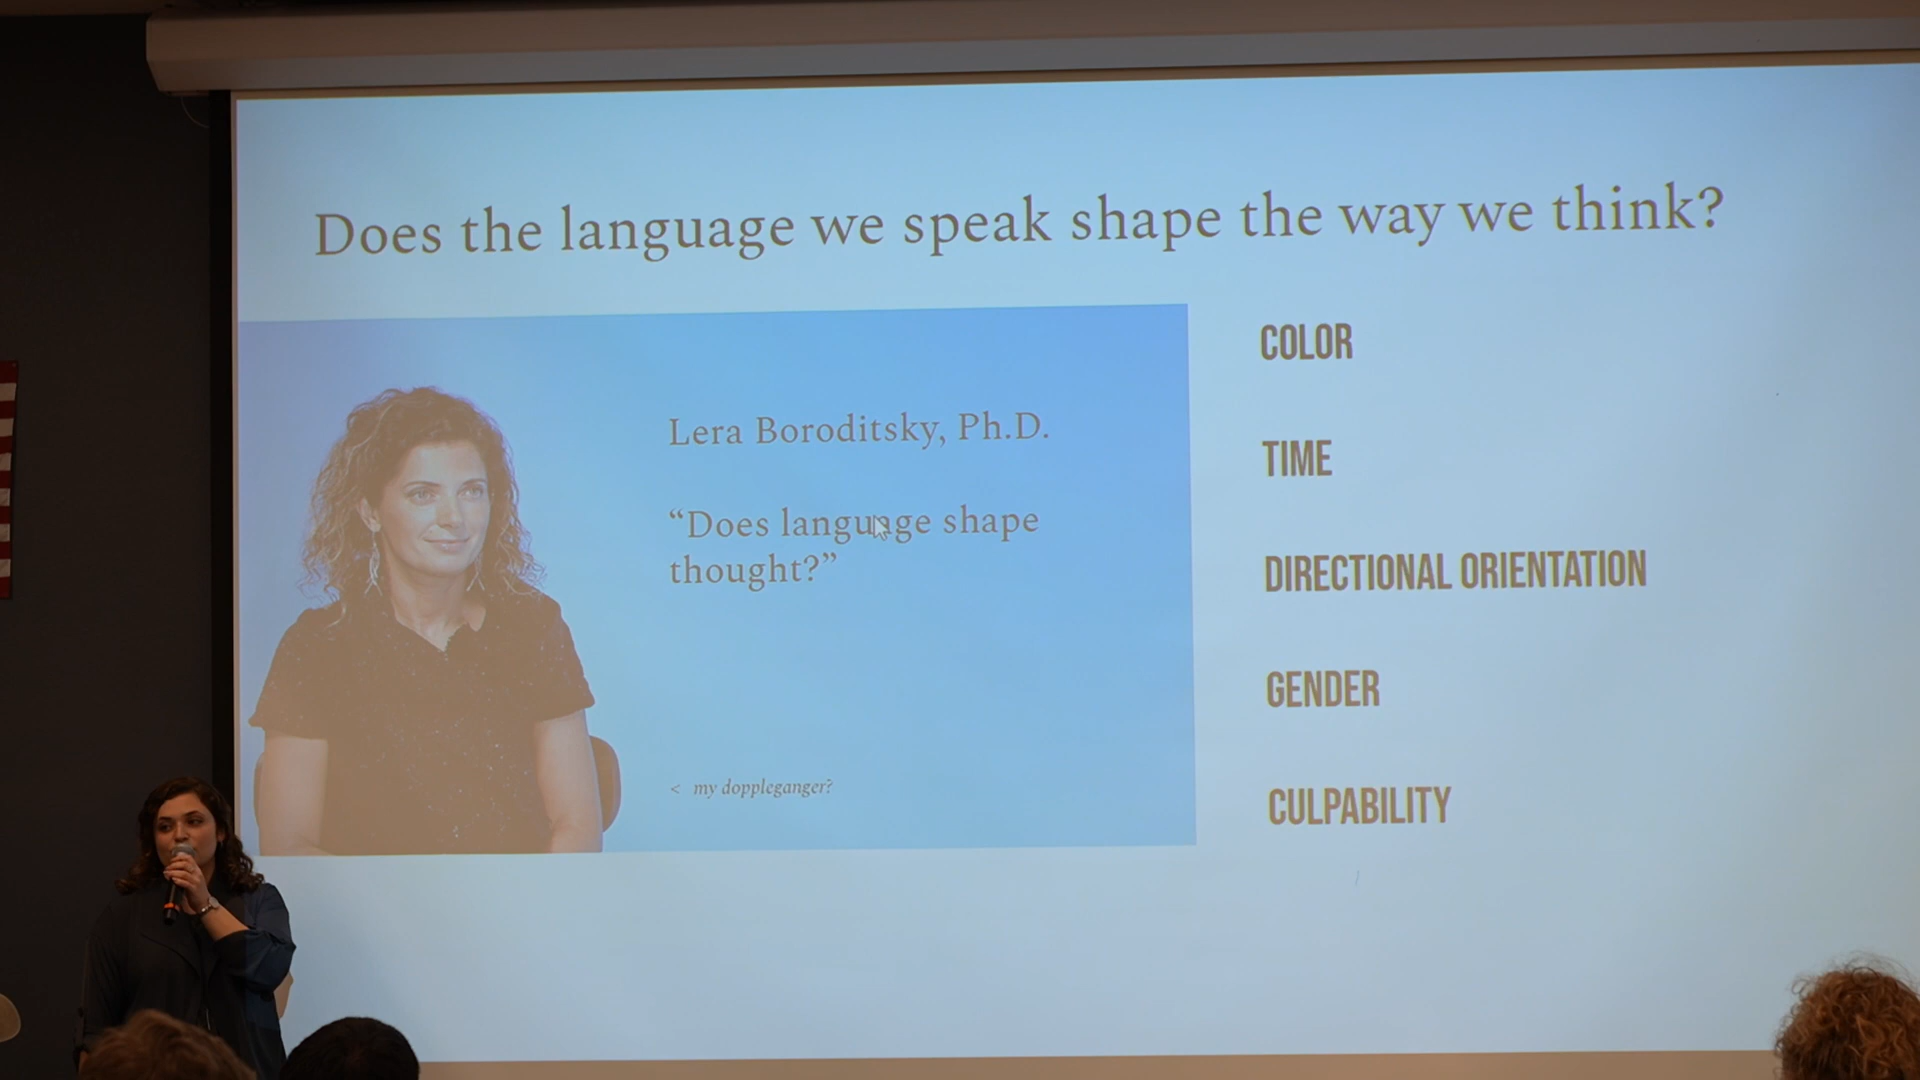 Does the language we speak shape the way we think?
Lera Boroditsky, Ph.D.
“Does language shape
thought?”
< my doppleganger?
COLOR
TIME
DIRECTIONAL ORIENTATION
GENDER
CULPABILITY